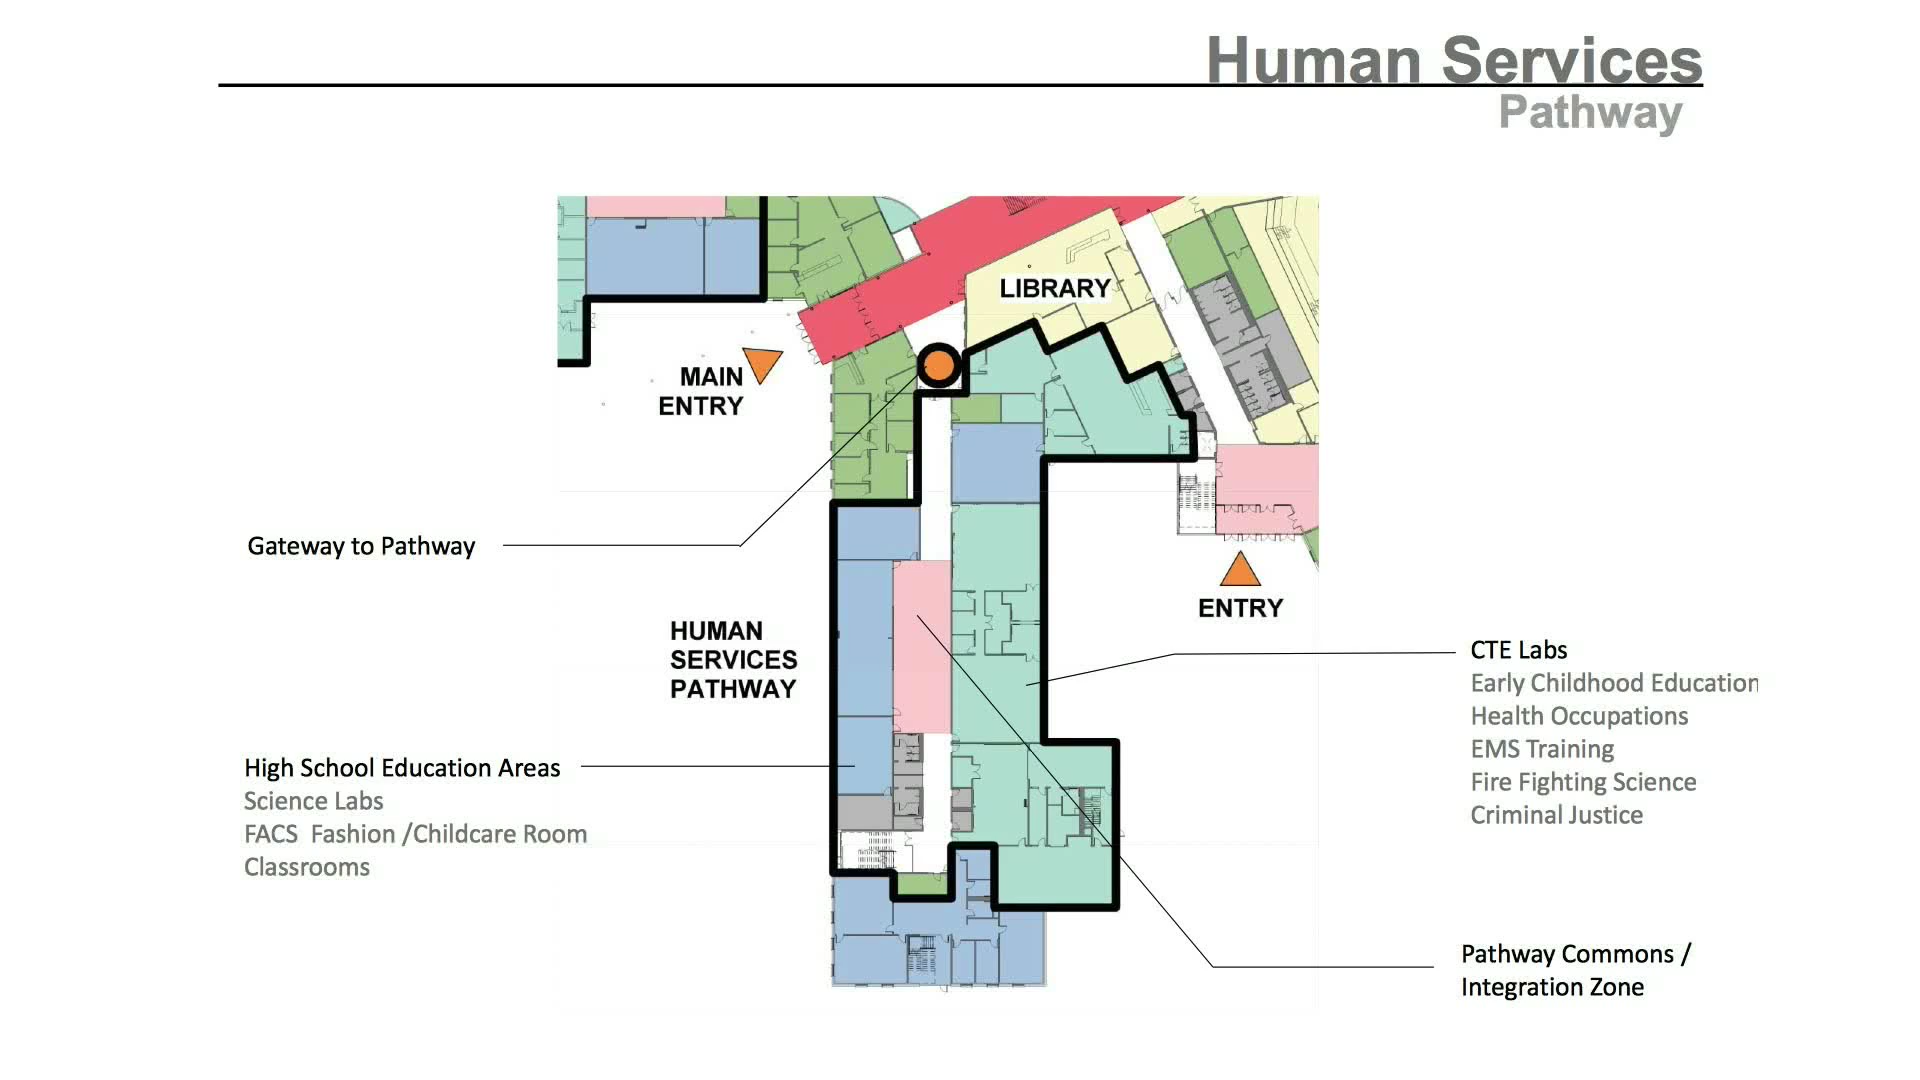 Human Services
Pathway
LIBRARY
MAIN
ENTRY
Gateway to Pathway
ENTRY
HUMAN
SERVICES
PATHWAY
CTE Labs
Early Childhood Education
Health Occupations
EMS Training
Fire Fighting Science
Criminal Justice
High School Education Areas
Science Labs
FACS  Fashion /Childcare Room
Classrooms
Pathway Commons /
Integration Zone